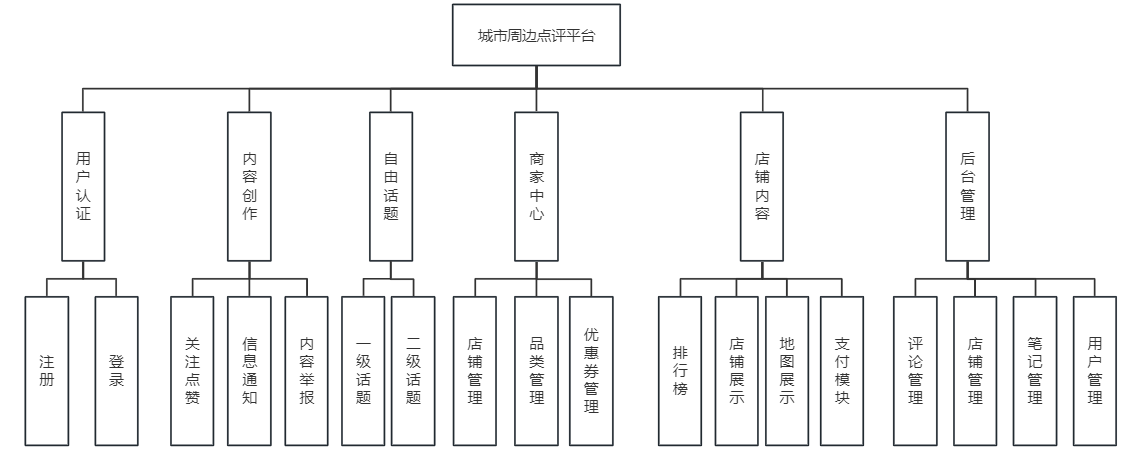 城市周边点评平台
用户认证
内容创作
自由话题
商家中心
店铺内容
后台管理
注册
登录
关注点赞
信息通知
内容举报
一级话题
二级话题
店铺管理
品类管理
优惠券管理
排行榜
店铺展示
地图展示
支付模块
评论管理
店铺管理
笔记管理
用户管理